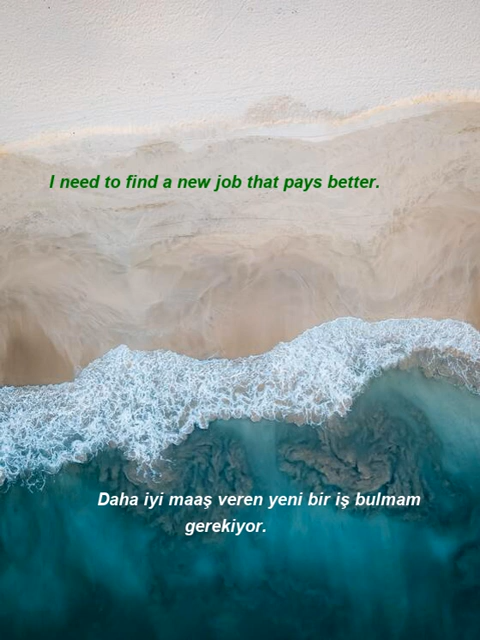 I need to find a new job that pays better.
Daha iyi maaş veren yeni bir iş bulmam
gerekiyor.